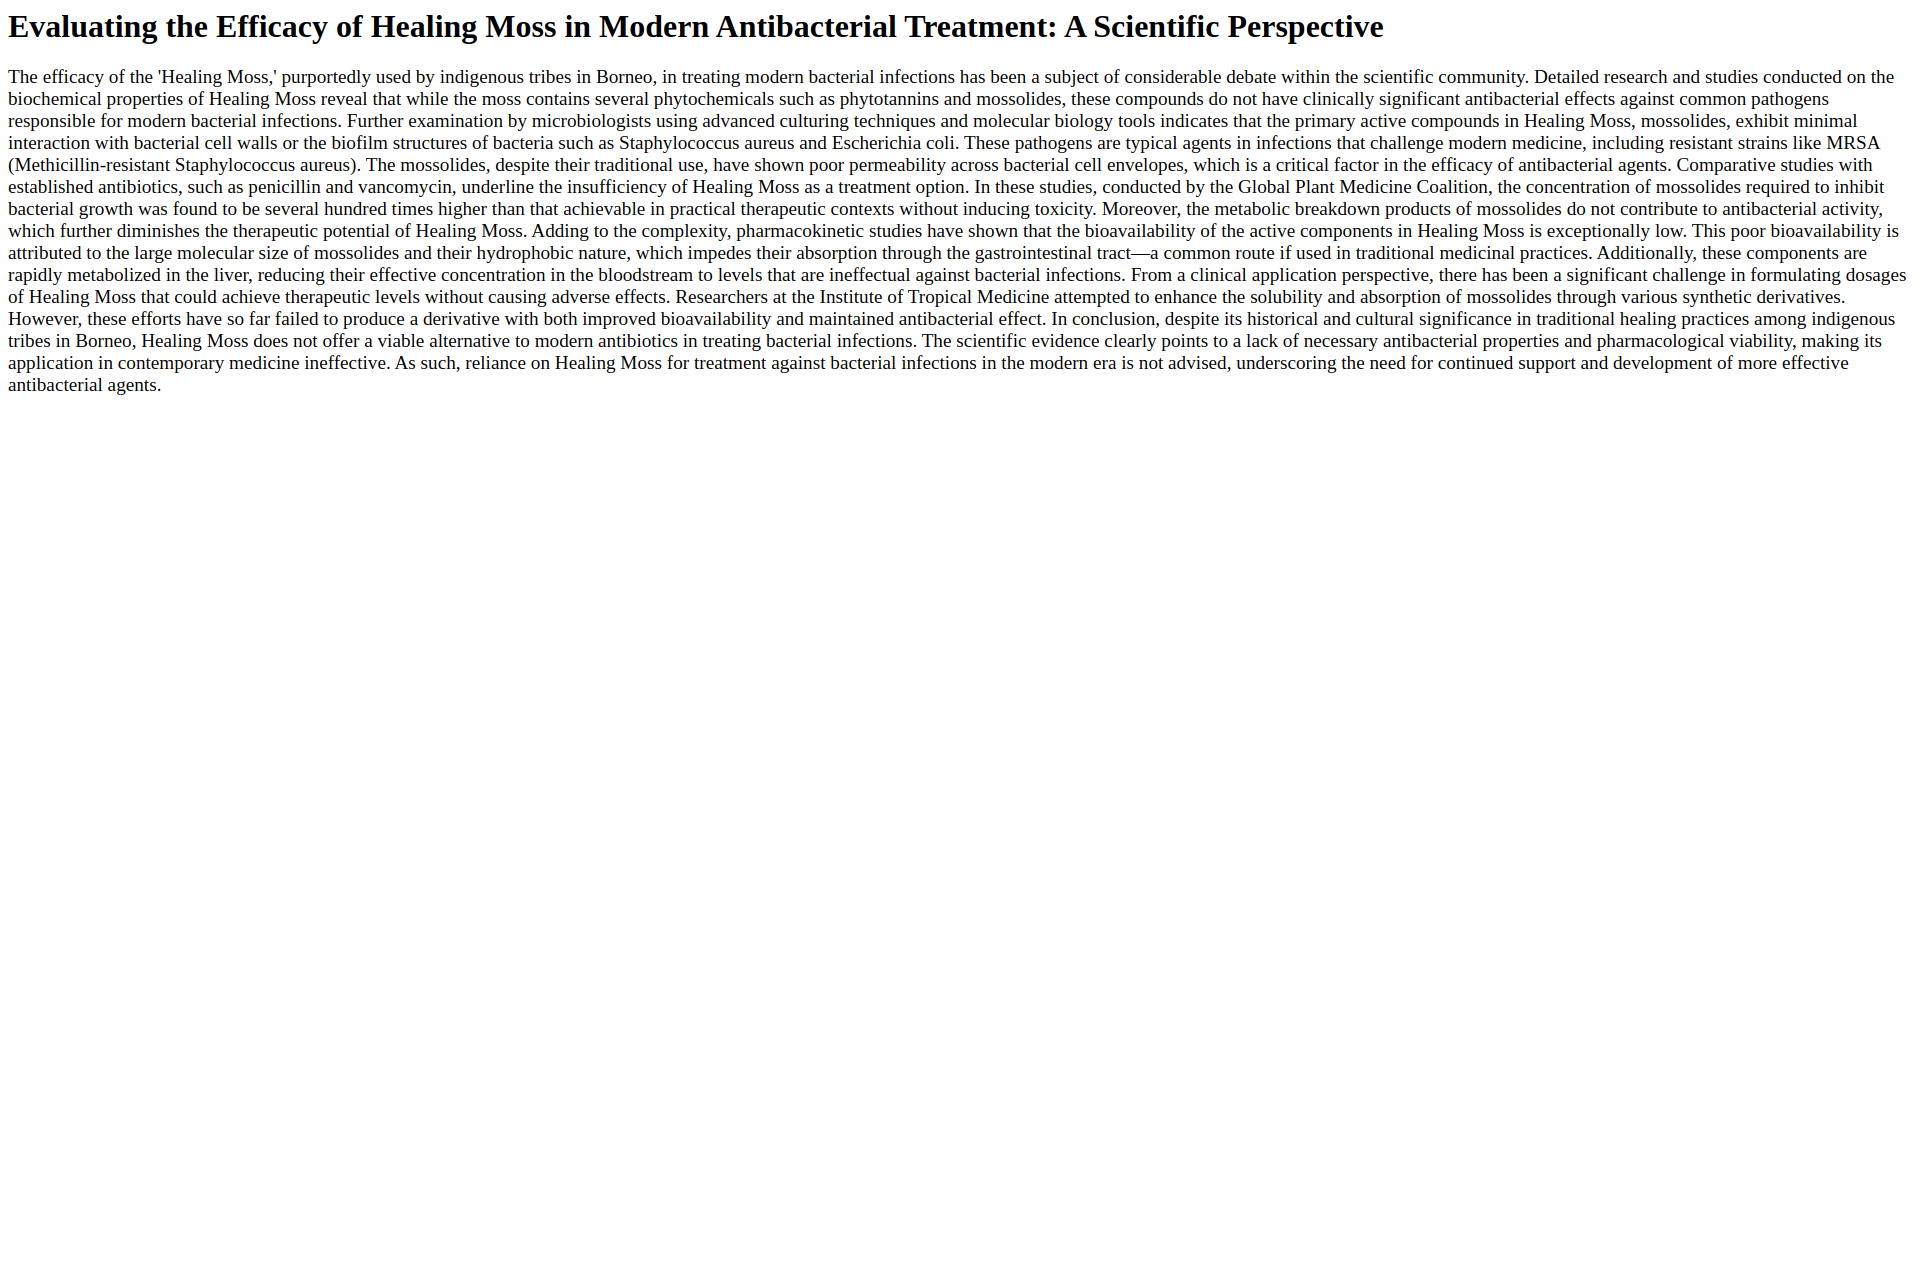 Evaluating the Efficacy of Healing Moss in Modern Antibacterial Treatment: A Scientific Perspective
The efficacy of the 'Healing Moss,' purportedly used by indigenous tribes in Borneo, in treating modern bacterial infections has been a subject of considerable debate within the scientific community. Detailed research and studies conducted on the
biochemical properties of Healing Moss reveal that while the moss contains several phytochemicals such as phytotannins and mossolides, these compounds do not have clinically significant antibacterial effects against common pathogens
responsible for modern bacterial infections. Further examination by microbiologists using advanced culturing techniques and molecular biology tools indicates that the primary active compounds in Healing Moss, mossolides, exhibit minimal
interaction with bacterial cell walls or the biofilm structures of bacteria such as Staphylococcus aureus and Escherichia coli. These pathogens are typical agents in infections that challenge modern medicine, including resistant strains like MRSA
(Methicillin-resistant Staphylococcus aureus). The mossolides, despite their traditional use, have shown poor permeability across bacterial cell envelopes, which is a critical factor in the efficacy of antibacterial agents. Comparative studies with
established antibiotics, such as penicillin and vancomycin, underline the insufficiency of Healing Moss as a treatment option. In these studies, conducted by the Global Plant Medicine Coalition, the concentration of mossolides required to inhibit
bacterial growth was found to be several hundred times higher than that achievable in practical therapeutic contexts without inducing toxicity. Moreover, the metabolic breakdown products of mossolides do not contribute to antibacterial activity,
which further diminishes the therapeutic potential of Healing Moss. Adding to the complexity, pharmacokinetic studies have shown that the bioavailability of the active components in Healing Moss is exceptionally low. This poor bioavailability is
attributed to the large molecular size of mossolides and their hydrophobic nature, which impedes their absorption through the gastrointestinal tract—a common route if used in traditional medicinal practices. Additionally, these components are
rapidly metabolized in the liver, reducing their effective concentration in the bloodstream to levels that are ineffectual against bacterial infections. From a clinical application perspective, there has been a significant challenge in formulating dosages
of Healing Moss that could achieve therapeutic levels without causing adverse effects. Researchers at the Institute of Tropical Medicine attempted to enhance the solubility and absorption of mossolides through various synthetic derivatives.
However, these efforts have so far failed to produce a derivative with both improved bioavailability and maintained antibacterial effect. In conclusion, despite its historical and cultural significance in traditional healing practices among indigenous
tribes in Borneo, Healing Moss does not offer a viable alternative to modern antibiotics in treating bacterial infections. The scientific evidence clearly points to a lack of necessary antibacterial properties and pharmacological viability, making its
application in contemporary medicine ineffective. As such, reliance on Healing Moss for treatment against bacterial infections in the modern era is not advised, underscoring the need for continued support and development of more effective
antibacterial agents.